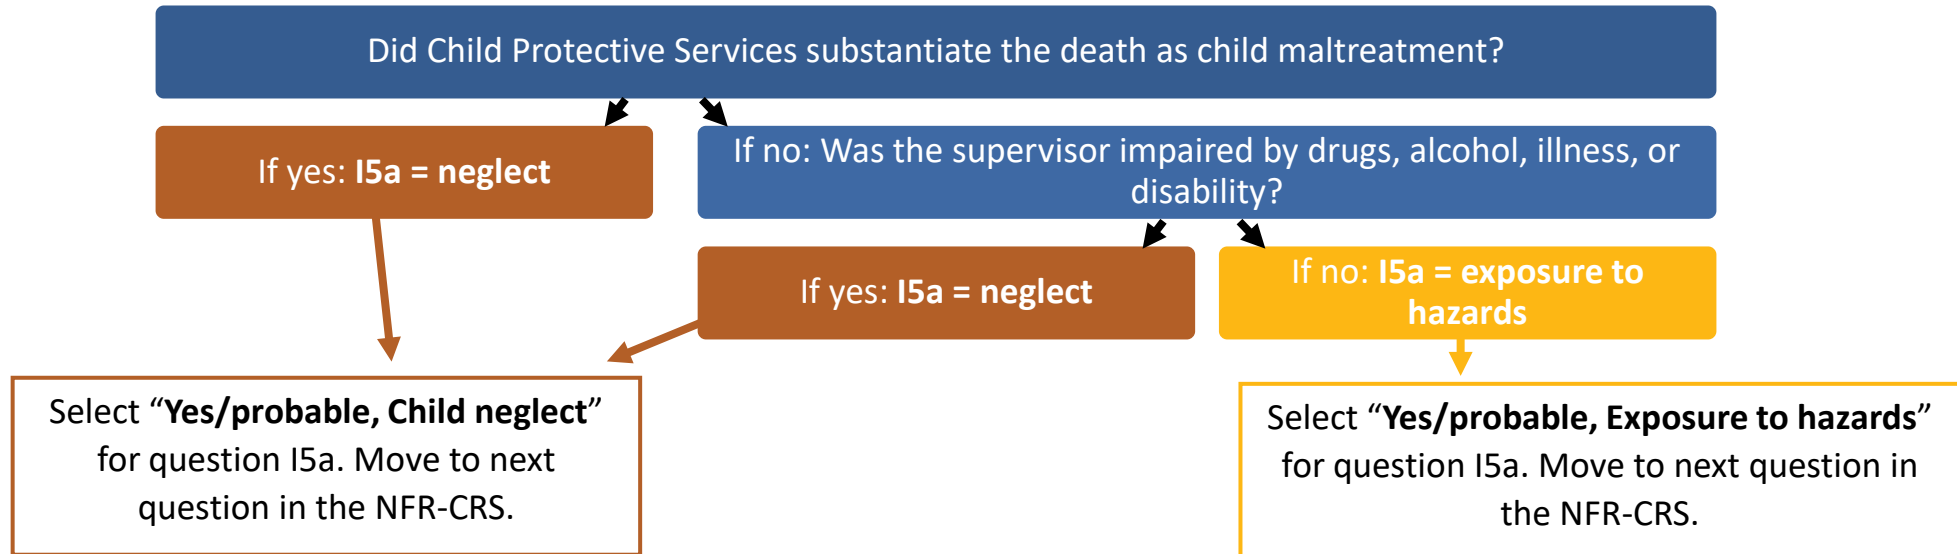 Did Child Protective Services substantiate the death as child maltreatment?
If yes: I5a = neglect
If no: Was the supervisor impaired by drugs, alcohol, illness, or
disability?
If yes: I5a = neglect
If no: I5a = exposure to
hazards
Select “Yes/probable, Child neglect”
for question I5a. Move to next
question in the NFR-CRS.
Select “Yes/probable, Exposure to hazards”
for question I5a. Move to next question in
the NFR-CRS.